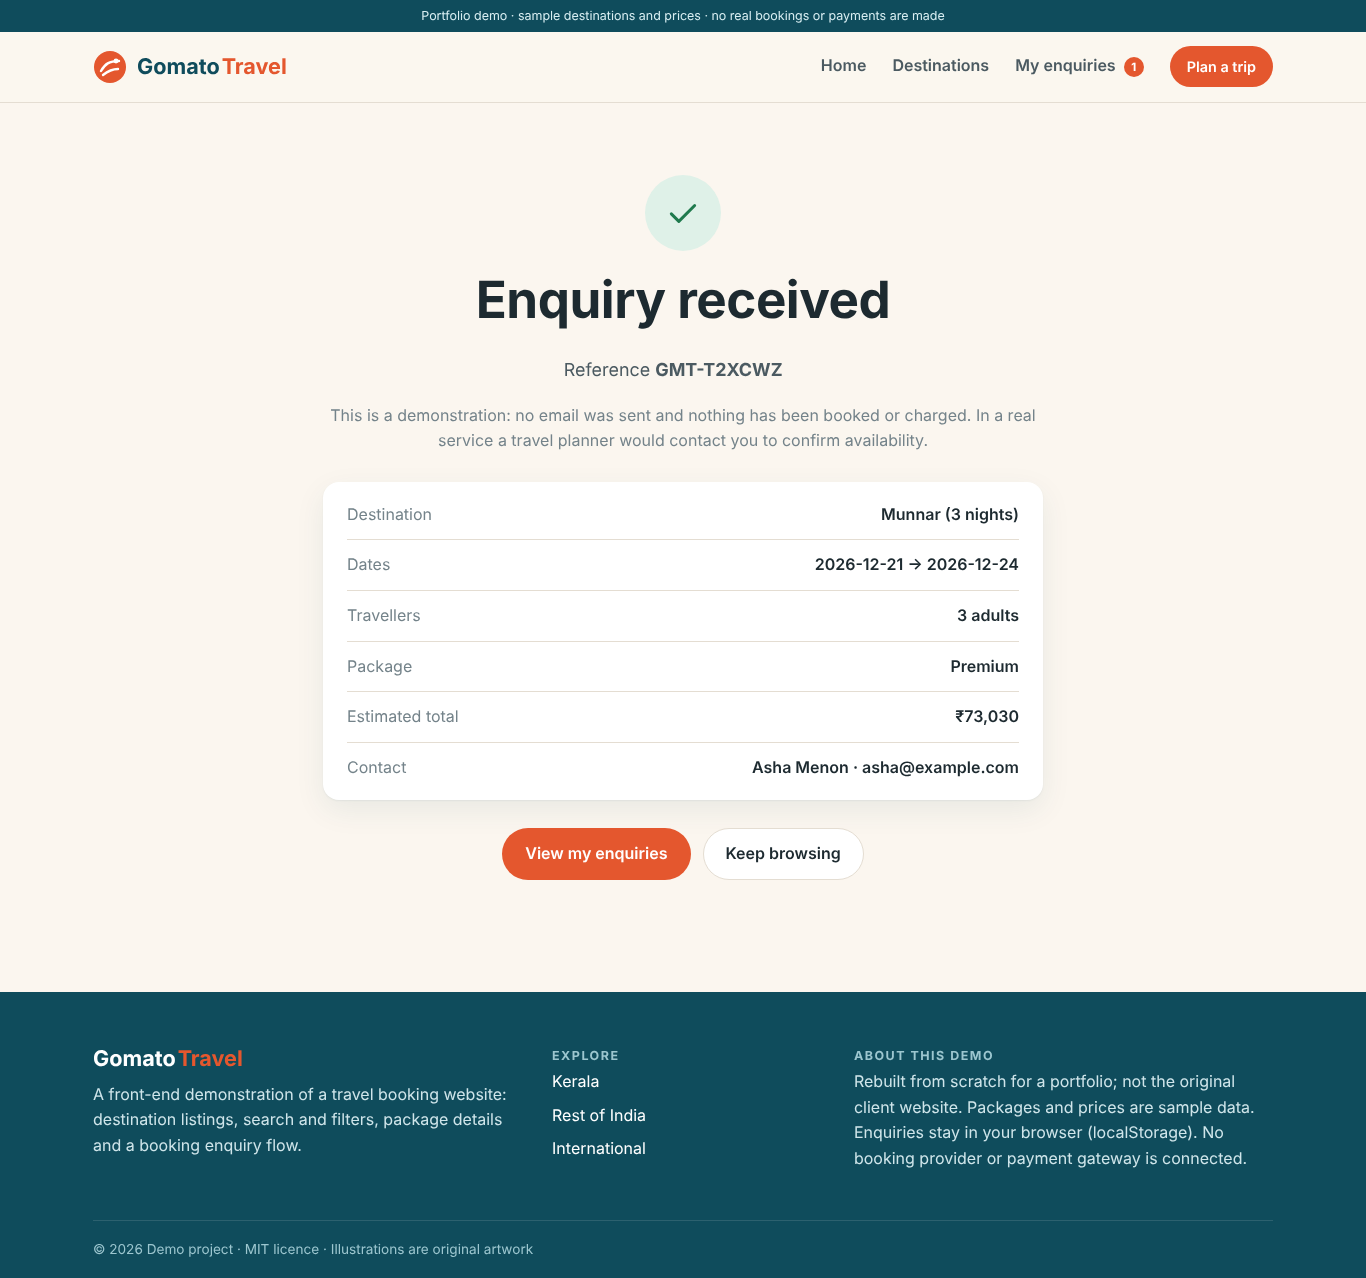 Portfolio demo · sample destinations and prices · no real bookings or payments are made
Gomato Travel
Home
Destinations
My enquiries 1
Plan a trip
Enquiry received
Reference GMT-T2XCWZ
This is a demonstration: no email was sent and nothing has been booked or charged. In a real
service a travel planner would contact you to confirm availability.
Destination Munnar (3 nights)
Dates 2026-12-21 → 2026-12-24
Travellers 3 adults
Package Premium
Estimated total ₹73,030
Contact Asha Menon · asha@example.com
View my enquiries
Keep browsing
Gomato Travel
A front-end demonstration of a travel booking website:
destination listings, search and filters, package details
and a booking enquiry flow.
EXPLORE
Kerala
Rest of India
International
ABOUT THIS DEMO
Rebuilt from scratch for a portfolio; not the original
client website. Packages and prices are sample data.
Enquiries stay in your browser (localStorage). No
booking provider or payment gateway is connected.
© 2026 Demo project · MIT licence · Illustrations are original artwork